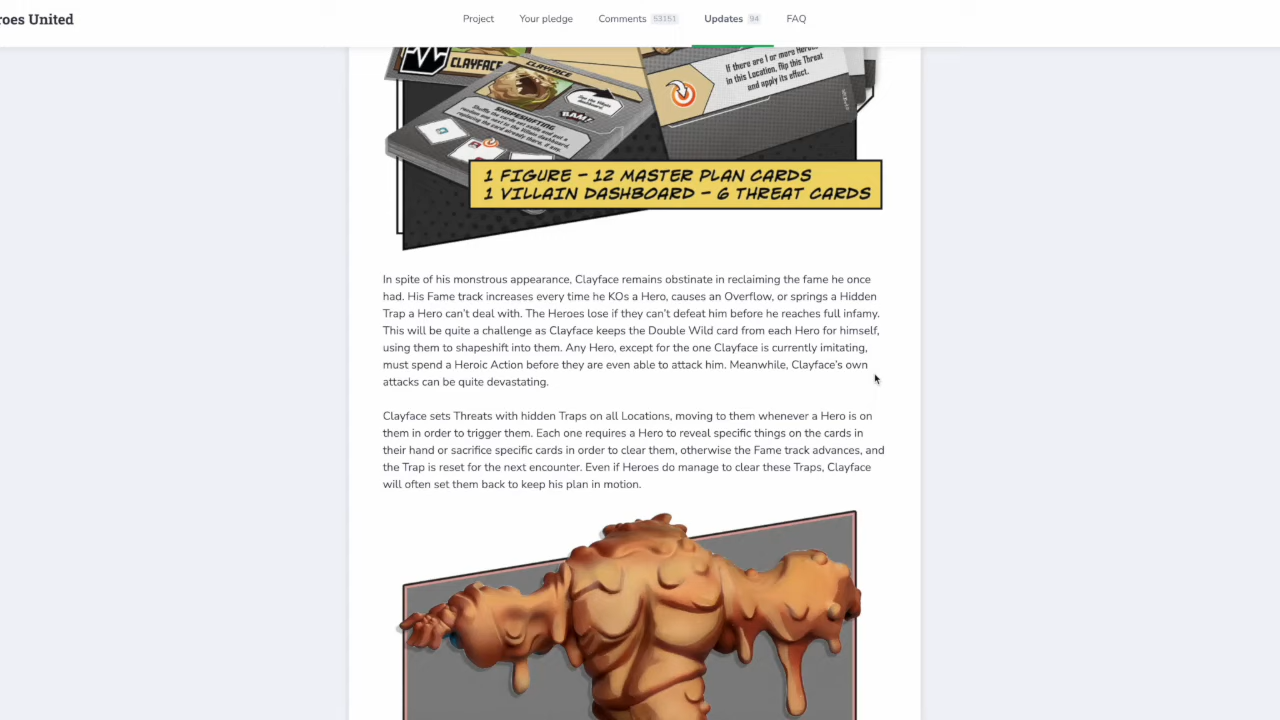 roes United
Project
Your pledge
Comments 53151
Updates 94
FAQ
CLAYFACE
CLAYFACE
If there are 1 or more Heroes
in this Location, flip this Threat
and apply its effect.
BAM!
SHAPESHIFTING
1 FIGURE – 12 MASTER PLAN CARDS
1 VILLAIN DASHBOARD – 6 THREAT CARDS
In spite of his monstrous appearance, Clayface remains obstinate in reclaiming the fame he once
had. His Fame track increases every time he KOs a Hero, causes an Overflow, or springs a Hidden
Trap a Hero can’t deal with. The Heroes lose if they can’t defeat him before he reaches full infamy.
This will be quite a challenge as Clayface keeps the Double Wild card from each Hero for himself,
using them to shapeshift into them. Any Hero, except for the one Clayface is currently imitating,
must spend a Heroic Action before they are even able to attack him. Meanwhile, Clayface’s own
attacks can be quite devastating.
Clayface sets Threats with hidden Traps on all Locations, moving to them whenever a Hero is on
them in order to trigger them. Each one requires a Hero to reveal specific things on the cards in
their hand or sacrifice specific cards in order to clear them, otherwise the Fame track advances, and
the Trap is reset for the next encounter. Even if Heroes do manage to clear these Traps, Clayface
will often set them back to keep his plan in motion.